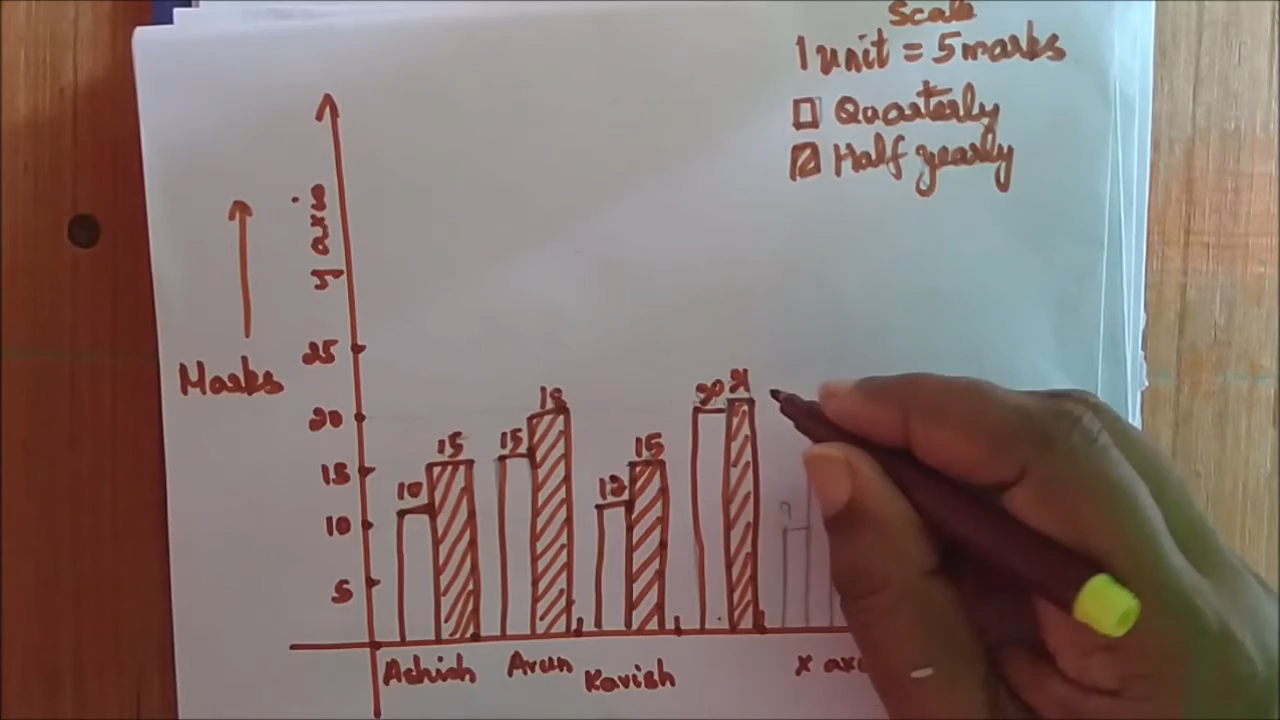 Scale
1 unit = 5 marks
Quarterly
Half yearly
y axis
Marks
25
20
15
10
5
10 15
15 18
12 15
20 21
Ashish Arun Kavish
x